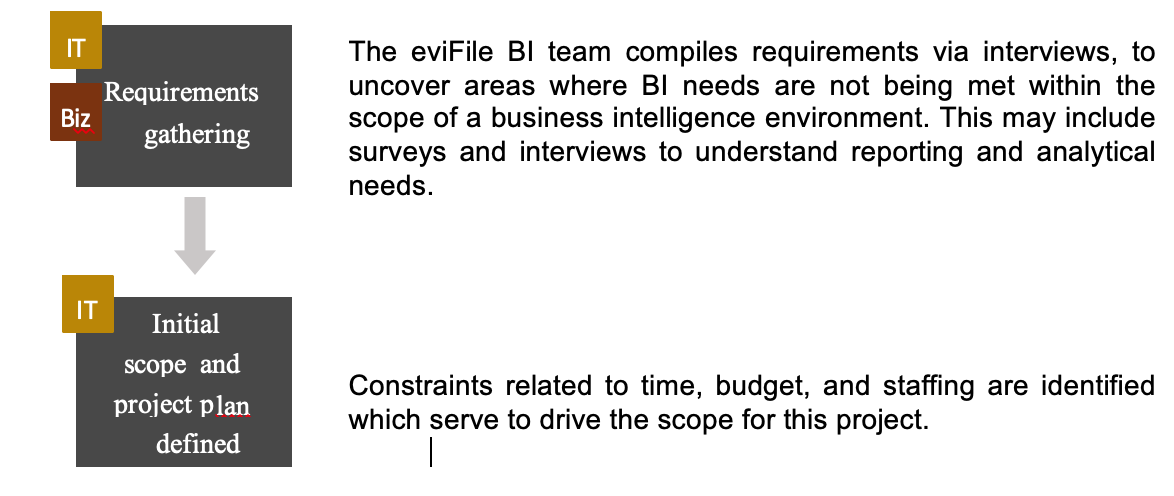 IT
Biz
Requirements
gathering
The eviFile BI team compiles requirements via interviews, to
uncover areas where BI needs are not being met within the
scope of a business intelligence environment. This may include
surveys and interviews to understand reporting and analytical
needs.
IT
Initial
scope and
project plan
defined
Constraints related to time, budget, and staffing are identified
which serve to drive the scope for this project.